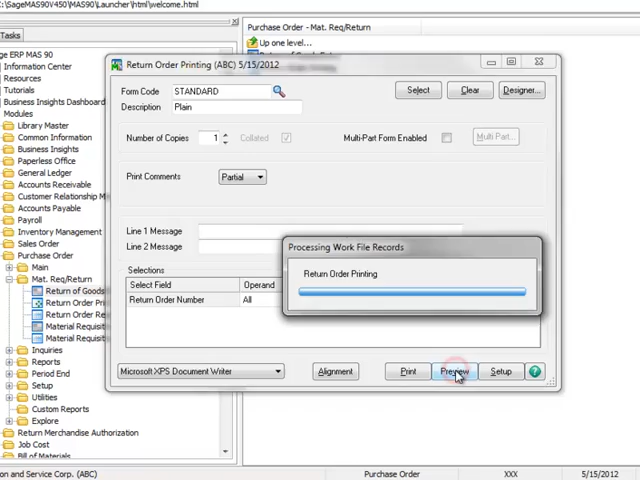 :\SageMAS90V450\MAS90\Launcher\html\welcome.html
Tasks
ge ERP MAS 90
Information Center
Resources
Tutorials
Business Insights Dashboard
Modules
Library Master
Common Information
Business Insights
Paperless Office
General Ledger
Accounts Receivable
Customer Relationship M
Accounts Payable
Payroll
Inventory Management
Sales Order
Purchase Order
Main
Mat. Req/Return
Return of Goods
Return Order Prin
Return Order Re
Material Requisit
Material Requisit
Inquiries
Reports
Period End
Setup
Utilities
Custom Reports
Explore
Return Merchandise Authorization
Job Cost
Bill of Materials
Purchase Order - Mat. Req/Return
Up one level...
Return Order Printing (ABC) 5/15/2012
Form Code STANDARD
Select Clear Designer...
Description Plain
Number of Copies 1 Collated Multi-Part Form Enabled Multi Part...
Print Comments Partial
Line 1 Message
Line 2 Message
Selections
Select Field Operand
Return Order Number All
Processing Work File Records
Return Order Printing
Microsoft XPS Document Writer Alignment Print Preview Setup
on and Service Corp. (ABC) Purchase Order XXX 5/15/2012